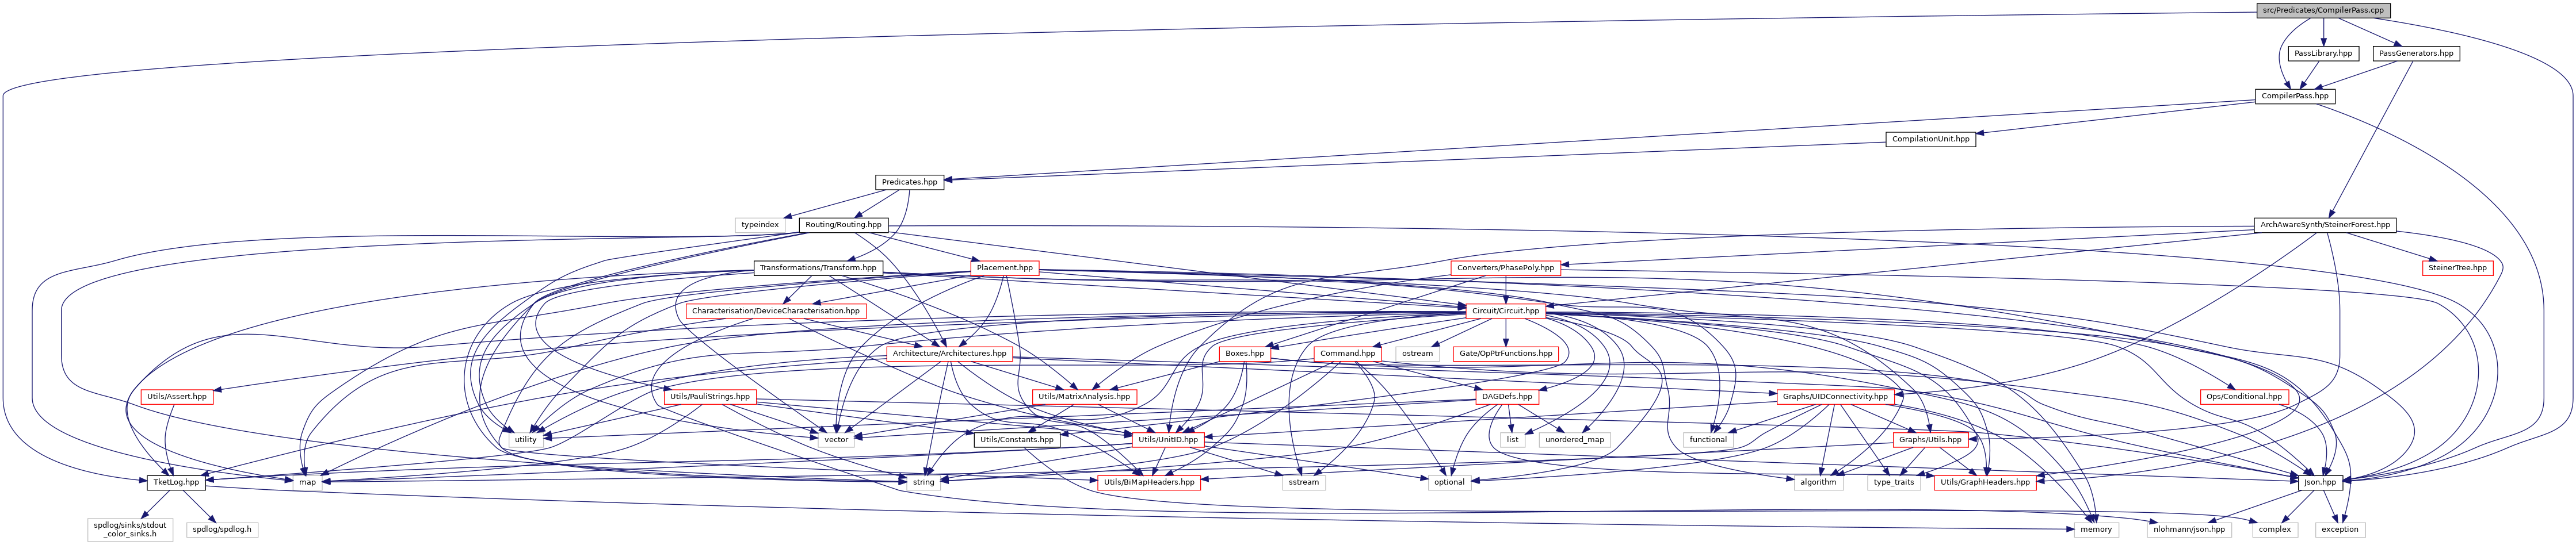 src/Predicates/CompilerPass.cpp
PassLibrary.hpp
PassGenerators.hpp
CompilerPass.hpp
CompilationUnit.hpp
Predicates.hpp
typeindex
Routing/Routing.hpp
ArchAwareSynth/SteinerForest.hpp
Transformations/Transform.hpp
Placement.hpp
Converters/PhasePoly.hpp
SteinerTree.hpp
Characterisation/DeviceCharacterisation.hpp
Circuit/Circuit.hpp
Architecture/Architectures.hpp
Boxes.hpp
Command.hpp
ostream
Gate/OpPtrFunctions.hpp
Utils/Assert.hpp
Utils/PauliStrings.hpp
Utils/MatrixAnalysis.hpp
DAGDefs.hpp
Graphs/UIDConnectivity.hpp
Ops/Conditional.hpp
utility
vector
Utils/Constants.hpp
Utils/UnitID.hpp
list
unordered_map
functional
Graphs/Utils.hpp
TketLog.hpp
map
string
Utils/BiMapHeaders.hpp
sstream
optional
algorithm
type_traits
Utils/GraphHeaders.hpp
Json.hpp
spdlog/sinks/stdout
_color_sinks.h
spdlog/spdlog.h
memory
nlohmann/json.hpp
complex
exception